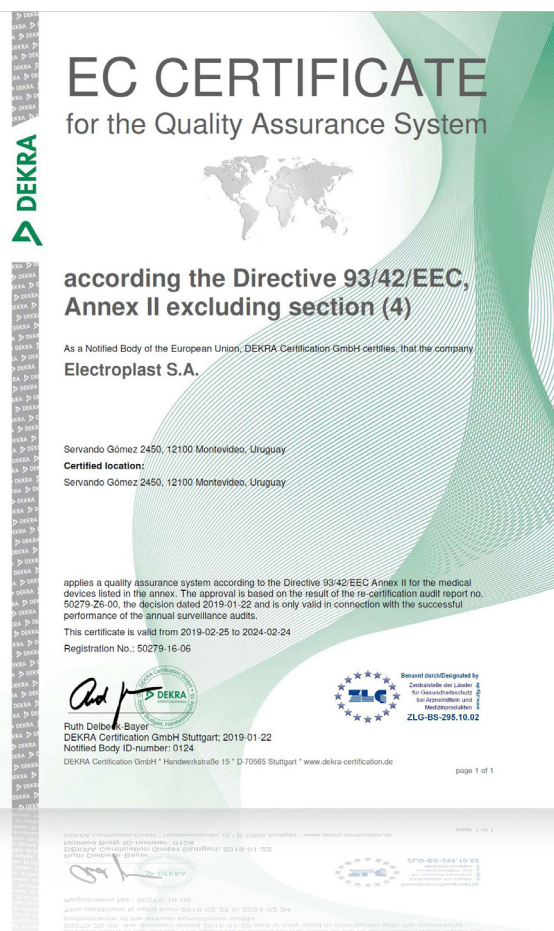 EC CERTIFICATE
for the Quality Assurance System
DEKRA
according the Directive 93/42/EEC,
Annex II excluding section (4)
As a Notified Body of the European Union, DEKRA Certification GmbH certifies, that the company
Electroplast S.A.
Servando Gómez 2450, 12100 Montevideo, Uruguay
Certified location:
Servando Gómez 2450, 12100 Montevideo, Uruguay
applies a quality assurance system according to the Directive 93/42/EEC Annex II for the medical
devices listed in the annex. The approval is based on the result of the re-certification audit report no.
50279-Z6-00, the decision dated 2019-01-22 and is only valid in connection with the successful
performance of the annual surveillance audits.
This certificate is valid from 2019-02-25 to 2024-02-24
Registration No.: 50279-16-06
DEKRA
Ruth Delbeck-Bayer
DEKRA Certification GmbH Stuttgart; 2019-01-22
Notified Body ID-number: 0124
ZLG
Benannt durch/Designated by
Zentralstelle der Länder
für Gesundheitsschutz
bei Arzneimitteln und
Medizinprodukten
ZLG-BS-295.10.02
DEKRA Certification GmbH * Handwerkstraße 15 * D-70565 Stuttgart * www.dekra-certification.de
page 1 of 1